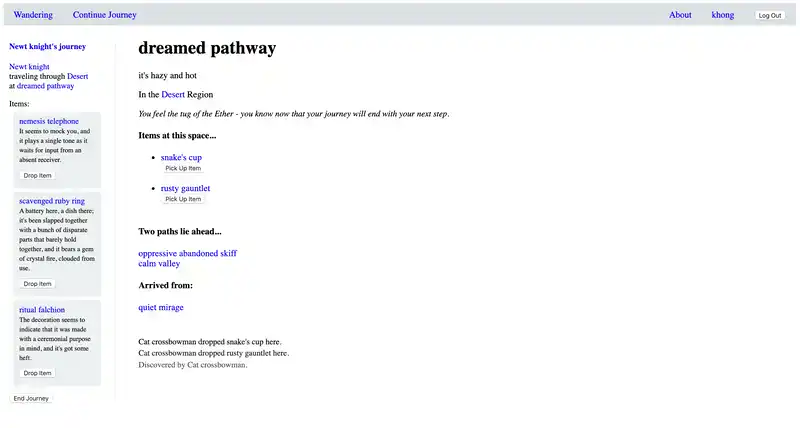 Wandering Continue Journey About khong Log Out
Newt knight's journey
Newt knight
traveling through Desert
at dreamed pathway
Items:
nemesis telephone
It seems to mock you, and
it plays a single tone as it
waits for input from an
absent receiver.
Drop Item
scavenged ruby ring
A battery here, a dish there;
it's been slapped together
with a bunch of disparate
parts that barely hold
together, and it bears a gem
of crystal fire, clouded from
use.
Drop Item
ritual falchion
The decoration seems to
indicate that it was made
with a ceremonial purpose
in mind, and it's got some
heft.
Drop Item
End Journey
dreamed pathway
it's hazy and hot
In the Desert Region
You feel the tug of the Ether - you know now that your journey will end with your next step.
Items at this space...
snake's cup
Pick Up Item
rusty gauntlet
Pick Up Item
Two paths lie ahead...
oppressive abandoned skiff
calm valley
Arrived from:
quiet mirage
Cat crossbowman dropped snake's cup here.
Cat crossbowman dropped rusty gauntlet here.
Discovered by Cat crossbowman.